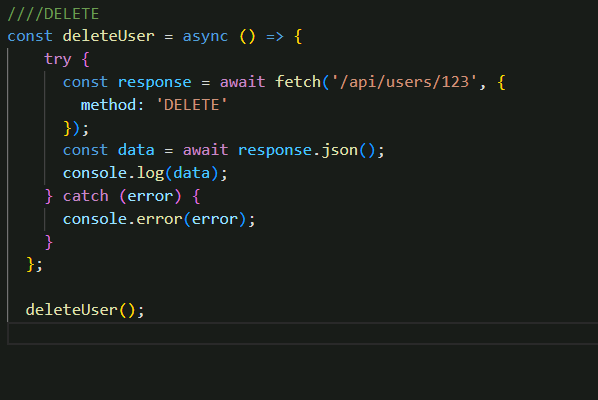 ////DELETE
const deleteUser = async () => {
    try {
      const response = await fetch('/api/users/123', {
        method: 'DELETE'
      });
      const data = await response.json();
      console.log(data);
    } catch (error) {
      console.error(error);
    }
  };

  deleteUser();